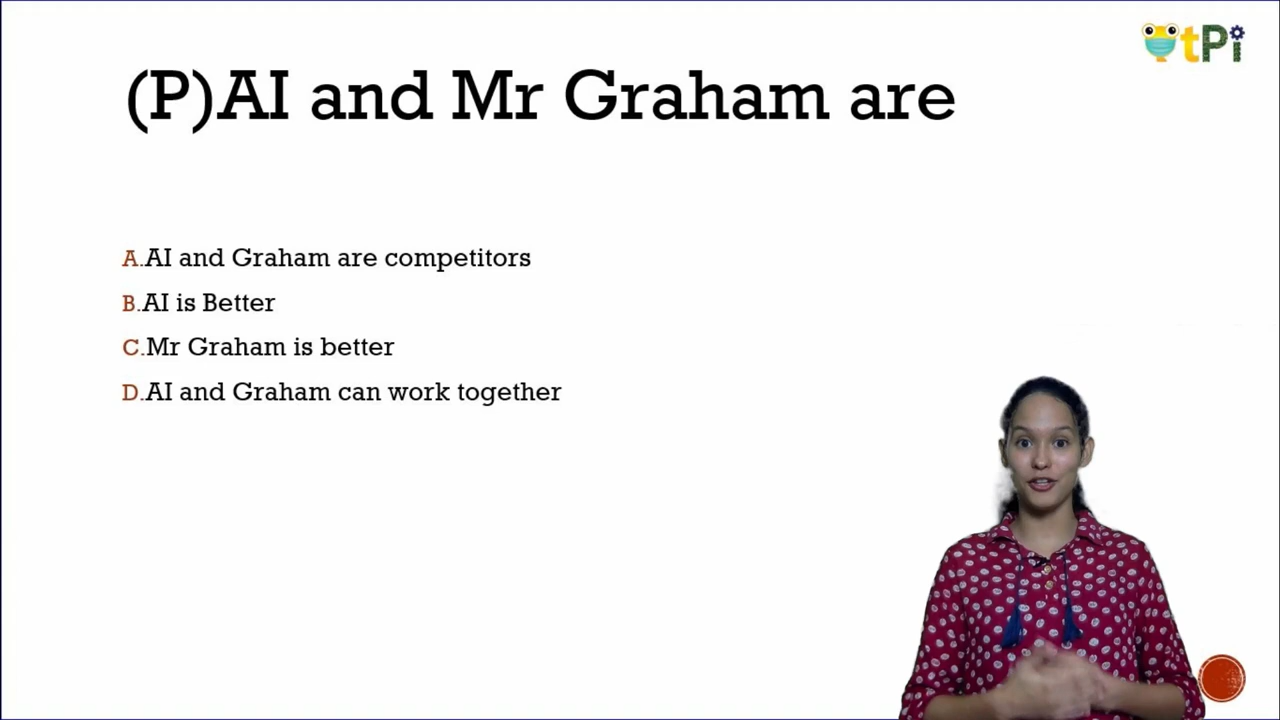 tPi
(P)AI and Mr Graham are
A.AI and Graham are competitors
B.AI is Better
C.Mr Graham is better
D.AI and Graham can work together